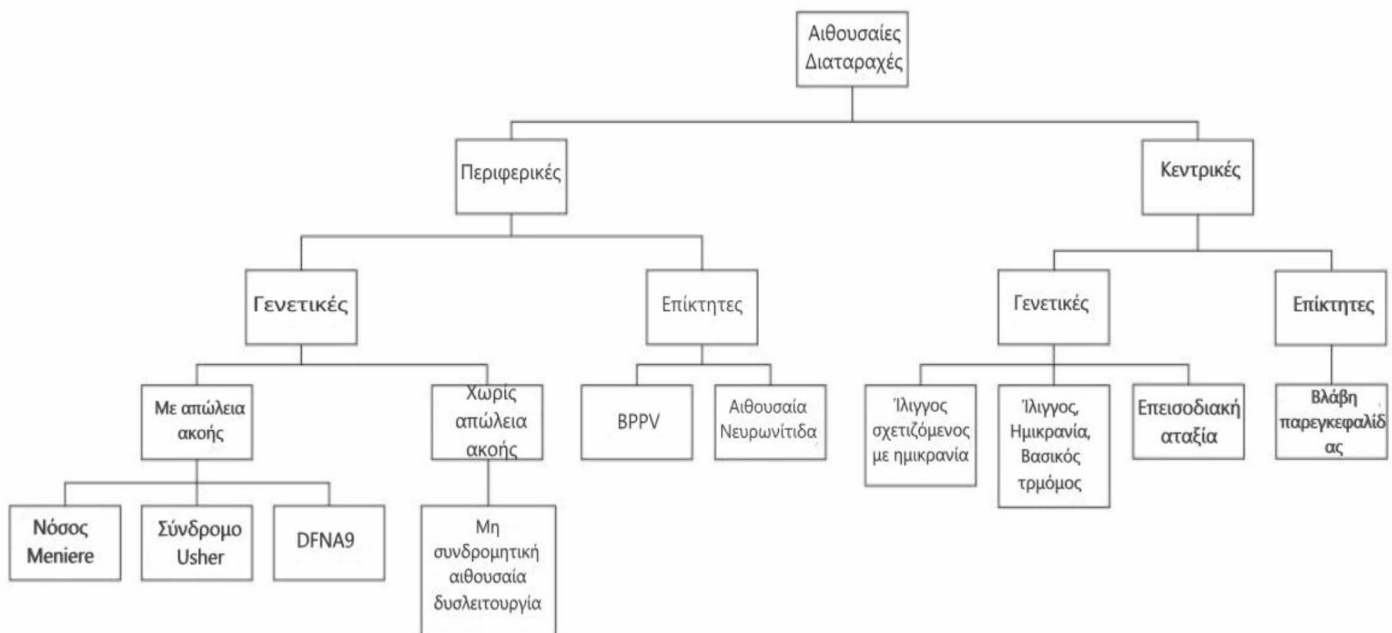 Αιθουσαίες
Διαταραχές
Περιφερικές
Κεντρικές
Γενετικές
Επίκτητες
Γενετικές
Επίκτητες
Με απώλεια
ακοής
Χωρίς
απώλεια
ακοής
BPPV
Αιθουσαία
Νευρωνίτιδα
Ίλιγγος
σχετιζόμενος
με ημικρανία
Ίλιγγος,
Ημικρανία,
Βασικός
τρμόμος
Επεισοδιακή
αταξία
Βλάβη
παρεγκεφαλίδ
ας
Νόσος
Meniere
Σύνδρομο
Usher
DFNA9
Μη
συνδρομητική
αιθουσαία
δυσλειτουργία